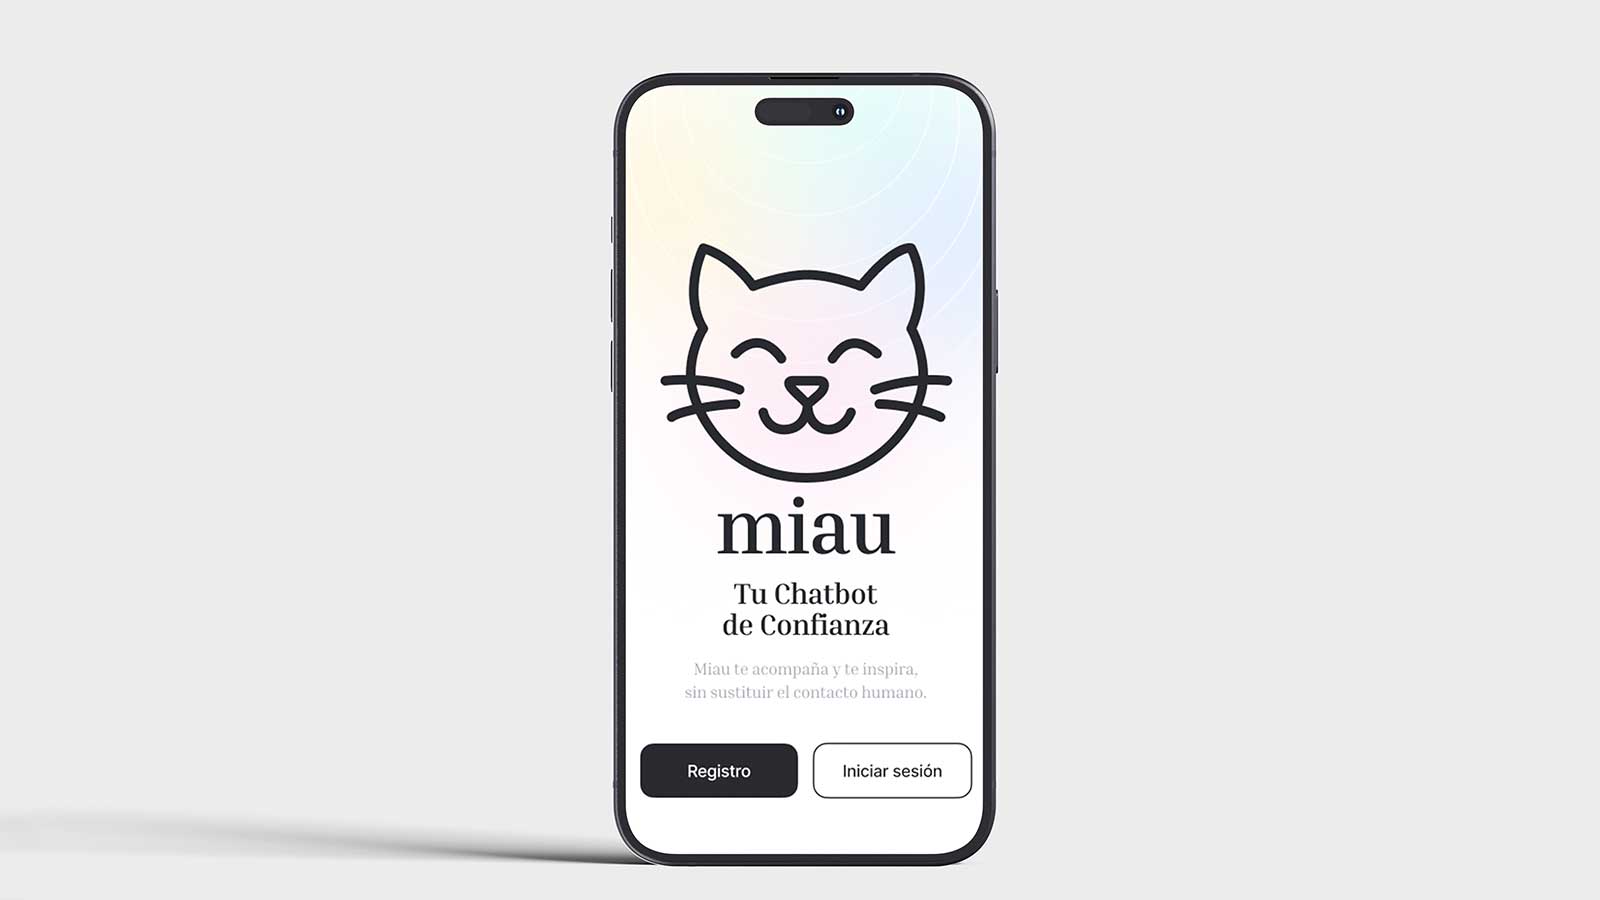 miau
Tu Chatbot
de Confianza
Miau te acompaña y te inspira,
sin sustituir el contacto humano.
Registro
Iniciar sesión